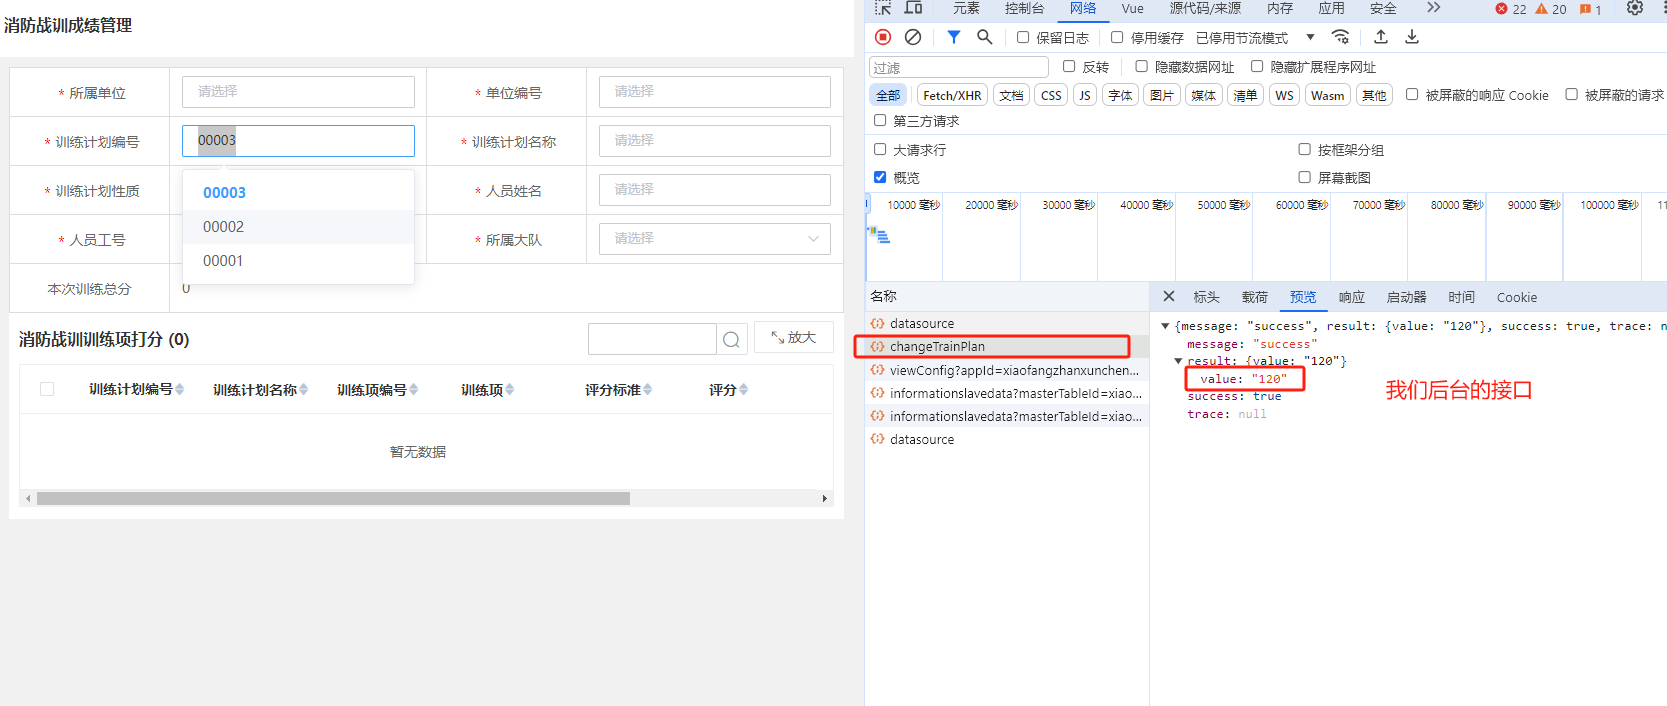 消防战训成绩管理
* 所属单位
请选择
* 单位编号
请选择
* 训练计划编号
00003
* 训练计划名称
请选择
00003
00002
00001
* 训练计划性质
* 人员姓名
请选择
* 人员工号
* 所属大队
请选择
本次训练总分
0
消防战训训练项打分 (0)
放大
训练计划编号
训练计划名称
训练项编号
训练项
评分标准
评分
暂无数据
元素
控制台
网络
Vue
源代码/来源
内存
应用
安全
22
20
1
保留日志
停用缓存
已停用节流模式
过滤
反转
隐藏数据网址
隐藏扩展程序网址
全部
Fetch/XHR
文档
CSS
JS
字体
图片
媒体
清单
WS
Wasm
其他
被屏蔽的响应 Cookie
被屏蔽的请求
第三方请求
大请求行
按框架分组
概览
屏幕截图
10000 毫秒
20000 毫秒
30000 毫秒
40000 毫秒
50000 毫秒
60000 毫秒
70000 毫秒
80000 毫秒
90000 毫秒
100000 毫秒
11
名称
datasource
changeTrainPlan
viewConfig?appId=xiaofangzhanxunchen...
informationslavedata?masterTableId=xiao...
informationslavedata?masterTableId=xiao...
datasource
标头
载荷
预览
响应
启动器
时间
Cookie
{message: "success", result: {value: "120"}, success: true, trace: n
message: "success"
result: {value: "120"}
value: "120"
success: true
trace: null
我们后台的接口